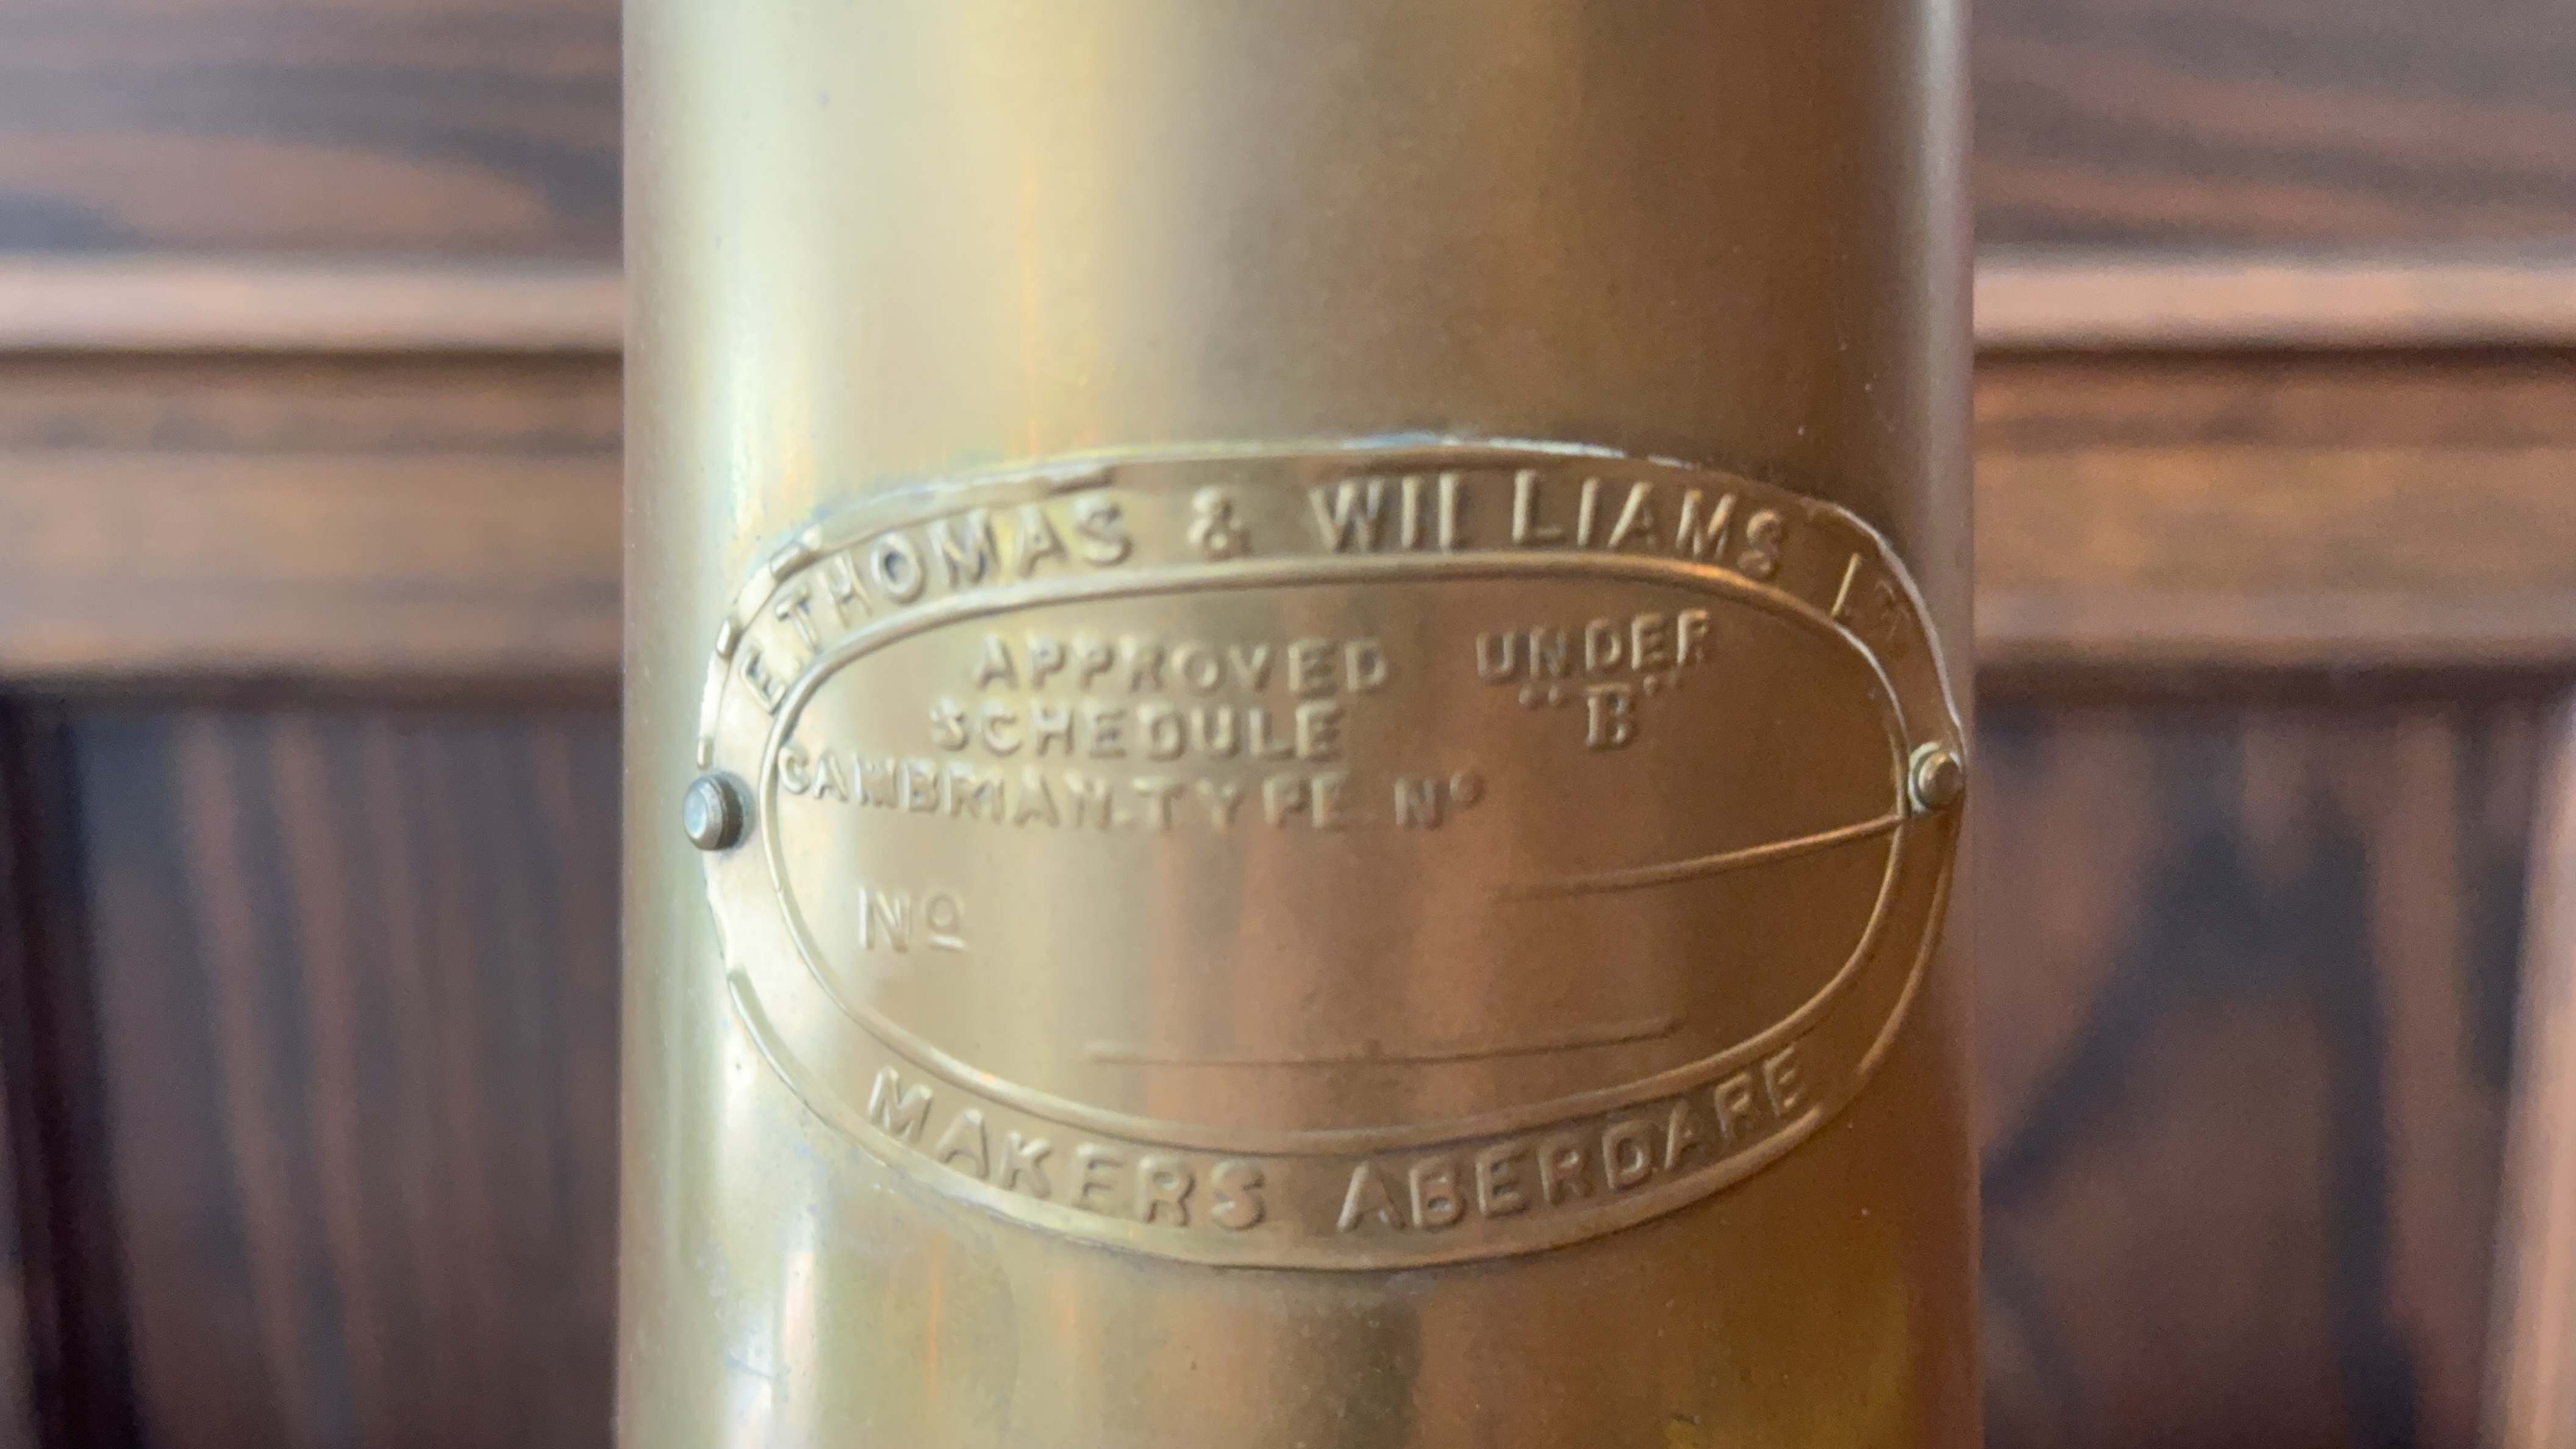 E.THOMAS & WILLIAMS LTD
APPROVED UNDER
SCHEDULE "B"
CAMBRIAN.TYPE.Nº
Nº
MAKERS ABERDARE